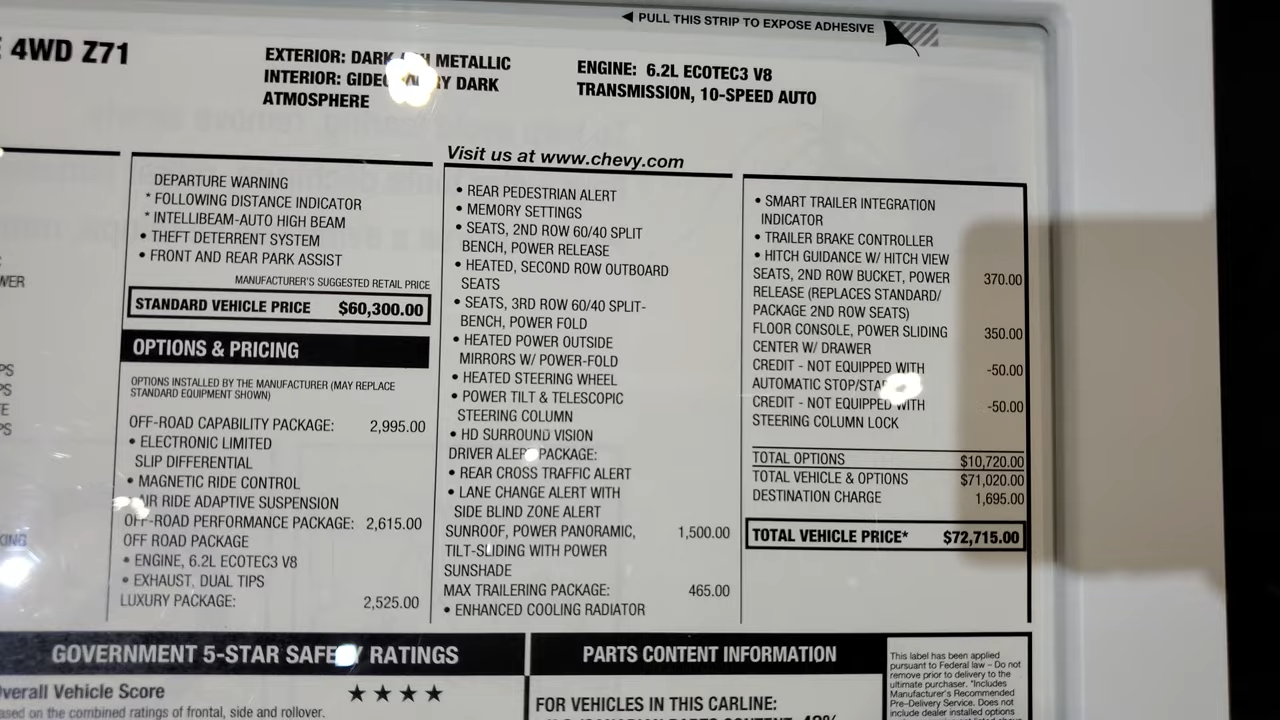 PULL THIS STRIP TO EXPOSE ADHESIVE
4WD Z71
EXTERIOR: DARK METALLIC
INTERIOR: DARK
ATMOSPHERE
ENGINE: 6.2L ECOTEC3 V8
TRANSMISSION, 10-SPEED AUTO
Visit us at www.chevy.com
DEPARTURE WARNING
* FOLLOWING DISTANCE INDICATOR
* INTELLIBEAM-AUTO HIGH BEAM
• THEFT DETERRENT SYSTEM
• FRONT AND REAR PARK ASSIST
MANUFACTURER'S SUGGESTED RETAIL PRICE
STANDARD VEHICLE PRICE $60,300.00
OPTIONS & PRICING
OPTIONS INSTALLED BY THE MANUFACTURER (MAY REPLACE
STANDARD EQUIPMENT SHOWN)
OFF-ROAD CAPABILITY PACKAGE: 2,995.00
• ELECTRONIC LIMITED
SLIP DIFFERENTIAL
• MAGNETIC RIDE CONTROL
AIR RIDE ADAPTIVE SUSPENSION
OFF-ROAD PERFORMANCE PACKAGE: 2,615.00
OFF ROAD PACKAGE
• ENGINE, 6.2L ECOTEC3 V8
• EXHAUST, DUAL TIPS
LUXURY PACKAGE: 2,525.00
• REAR PEDESTRIAN ALERT
• MEMORY SETTINGS
• SEATS, 2ND ROW 60/40 SPLIT
BENCH, POWER RELEASE
• HEATED, SECOND ROW OUTBOARD
SEATS
• SEATS, 3RD ROW 60/40 SPLIT-
BENCH, POWER FOLD
• HEATED POWER OUTSIDE
MIRRORS W/ POWER-FOLD
• HEATED STEERING WHEEL
• POWER TILT & TELESCOPIC
STEERING COLUMN
• HD SURROUND VISION
DRIVER ALERT PACKAGE:
• REAR CROSS TRAFFIC ALERT
• LANE CHANGE ALERT WITH
SIDE BLIND ZONE ALERT
SUNROOF, POWER PANORAMIC, 1,500.00
TILT-SLIDING WITH POWER
SUNSHADE
MAX TRAILERING PACKAGE: 465.00
• ENHANCED COOLING RADIATOR
• SMART TRAILER INTEGRATION
INDICATOR
• TRAILER BRAKE CONTROLLER
• HITCH GUIDANCE W/ HITCH VIEW
SEATS, 2ND ROW BUCKET, POWER 370.00
RELEASE (REPLACES STANDARD/
PACKAGE 2ND ROW SEATS)
FLOOR CONSOLE, POWER SLIDING 350.00
CENTER W/ DRAWER
CREDIT - NOT EQUIPPED WITH -50.00
AUTOMATIC
CREDIT - NOT EQUIPPED WITH -50.00
STEERING COLUMN LOCK
TOTAL OPTIONS $10,720.00
TOTAL VEHICLE & OPTIONS $71,020.00
DESTINATION CHARGE 1,695.00
TOTAL VEHICLE PRICE* $72,715.00
GOVERNMENT 5-STAR SAFETY RATINGS
Overall Vehicle Score ★★★★
based on the combined ratings of frontal, side and rollover.
PARTS CONTENT INFORMATION
FOR VEHICLES IN THIS CARLINE:
This label has been applied
pursuant to Federal law – Do not
remove prior to delivery to the
ultimate purchaser. *Includes
Manufacturer's Recommended
Pre-Delivery Service. Does not
include dealer installed options